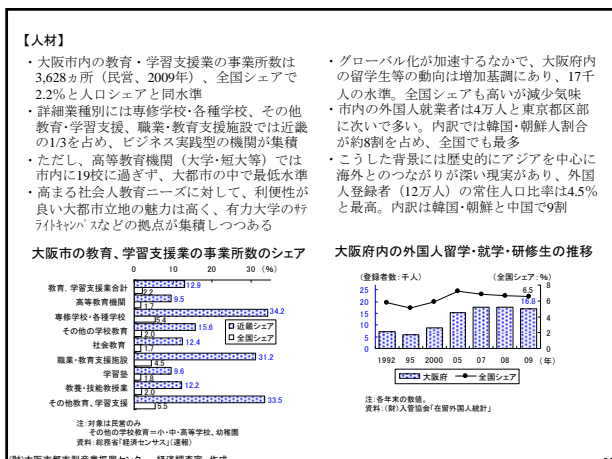 【人材】
・大阪市内の教育・学習支援業の事業所数は
3,628ヵ所（民営、2009年）、全国シェアで
2.2%と人口シェアと同水準
・詳細業種別には専修学校・各種学校、その他
教育・学習支援、職業・教育支援施設では近畿
の1/3を占め、ビジネス実践型の機関が集積
・ただし、高等教育機関（大学・短大等）では
市内に19校に過ぎず、大都市の中で最低水準
・高まる社会人教育ニーズに対して、利便性が
良い大都市立地の魅力は高く、有力大学のｻﾃ
ﾗｲﾄｷｬﾝﾊﾟｽなどの拠点が集積しつつある
・グローバル化が加速するなかで、大阪府内
の留学生等の動向は増加基調にあり、17千
人の水準。全国シェアも高いが減少気味
・市内の外国人就業者は4万人と東京都区部
に次いで多い。内訳では韓国・朝鮮人割合
が約8割を占め、全国でも最多
・こうした背景には歴史的にアジアを中心に
海外とのつながりが深い現実があり、外国
人登録者（12万人）の常住人口比率は4.5%
と最高。内訳は韓国・朝鮮と中国で9割
大阪市の教育、学習支援業の事業所数のシェア
0 10 20 30 （%）
教育，学習支援業合計 12.9
2.2
高等教育機関 9.5
1.7
専修学校・各種学校 34.2
5.4
その他の学校教育 15.6
2.0
社会教育 12.4
1.7
職業・教育支援施設 31.2
4.5
学習塾 9.6
1.8
教養・技能教授業 12.2
2.0
その他教育、学習支援 33.5
5.5
近畿シェア
全国シェア
注：対象は民営のみ
その他の学校教育＝小・中・高等学校、幼稚園
資料：総務省「経済センサス」（速報）
大阪府内の外国人留学・就学・研修生の推移
（登録者数：千人） （全国シェア：%）
25 8
20 6
15 4
10 2
5 0
0
6.5
16.8
1992 95 2000 05 07 08 09 （年）
大阪府 全国シェア
注：各年末の数値。
資料：（財）入管協会「在留外国人統計」